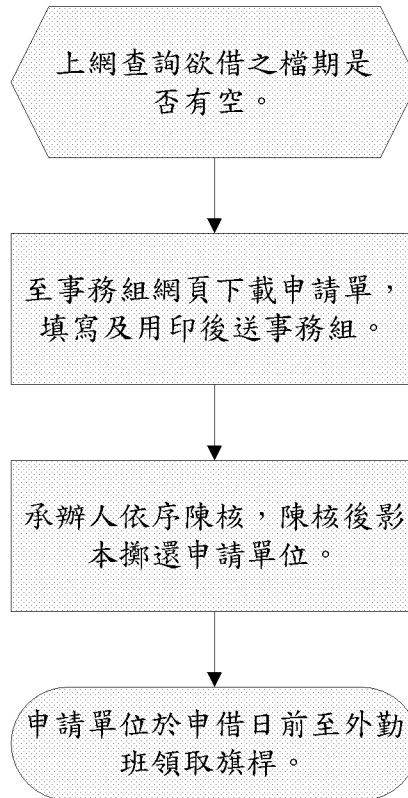 上網查詢欲借之檔期是
否有空。
至事務組網頁下載申請單，
填寫及用印後送事務組。
承辦人依序陳核，陳核後影
本擲還申請單位。
申請單位於申借日前至外勤
班領取旗桿。